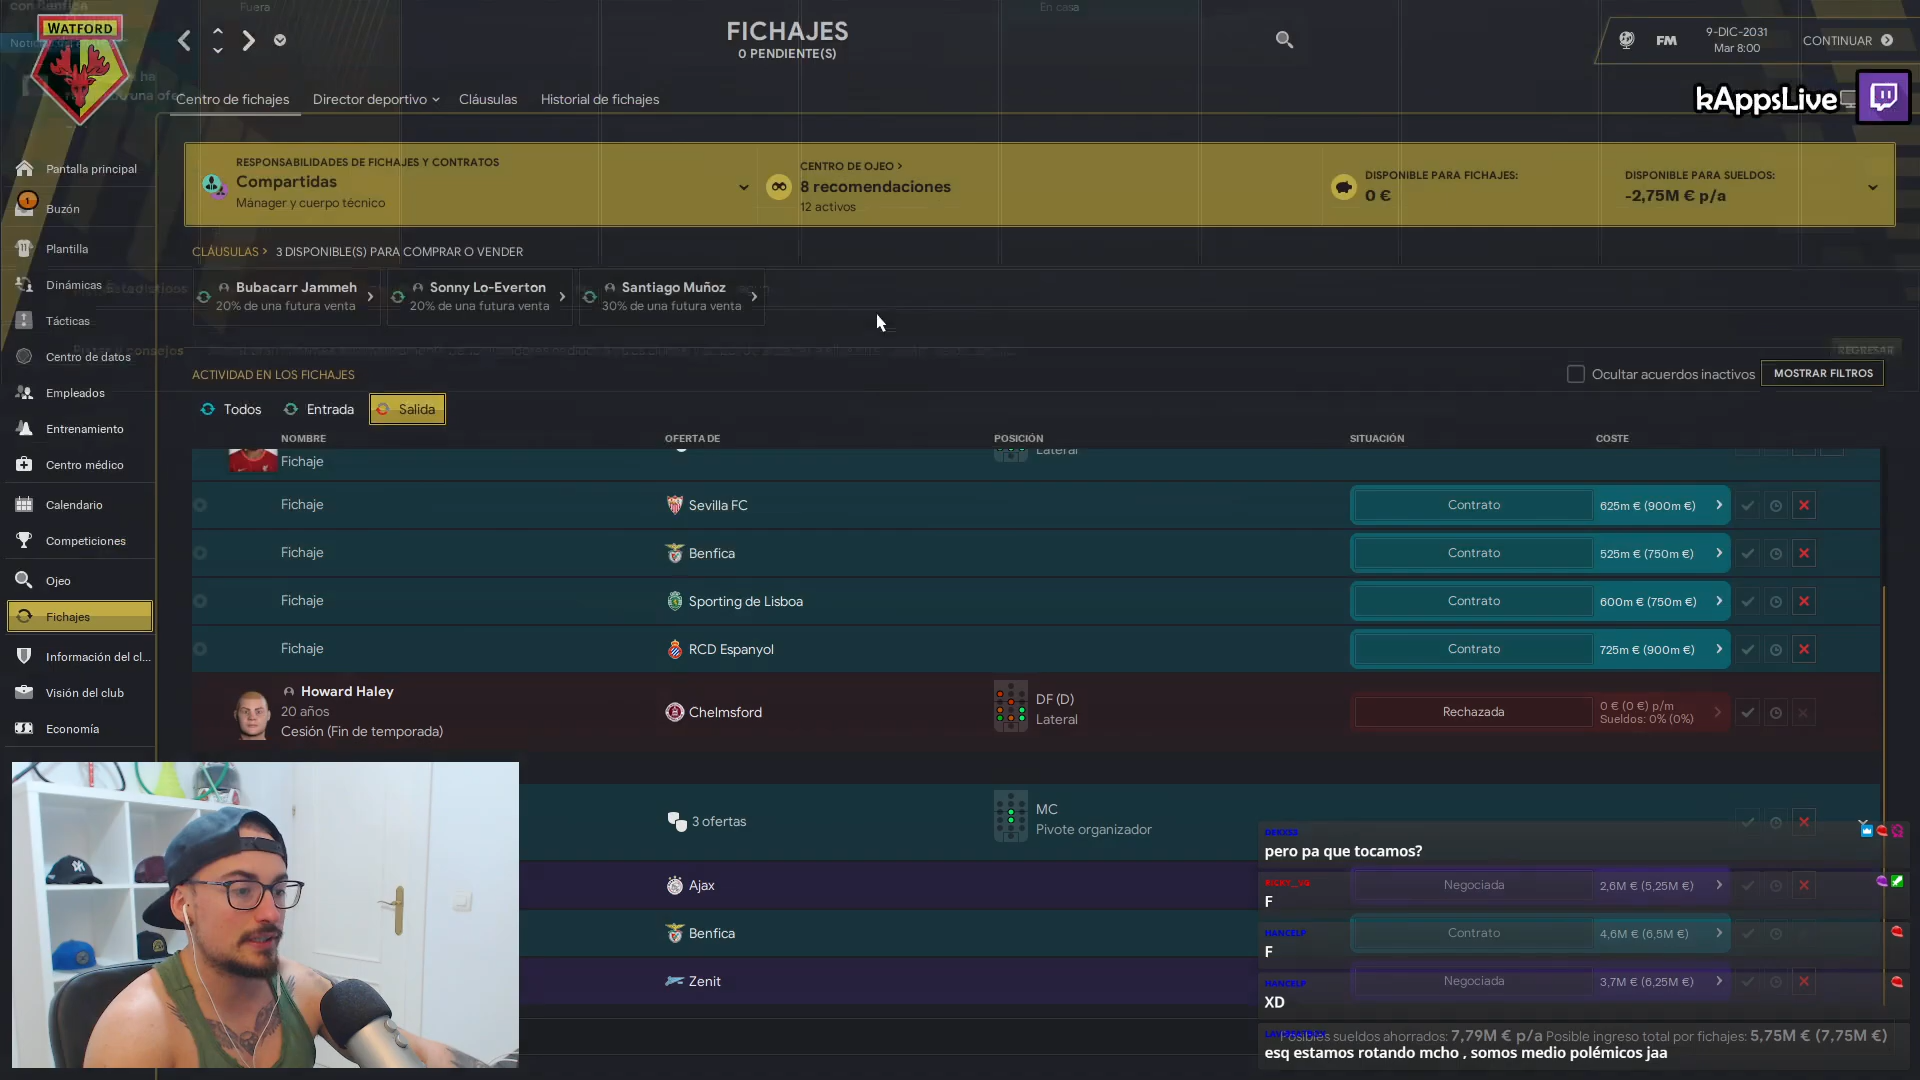 con Benfica
Fuera
En casa
WATFORD
FICHAJES
0 PENDIENTE(S)
FM
9-DIC-2031
Mar 8:00
CONTINUAR
kAppsLive
Centro de fichajes
Director deportivo
Cláusulas
Historial de fichajes
Pantalla principal
1
Buzón
Plantilla
Dinámicas
Tácticas
Centro de datos
Empleados
Entrenamiento
Centro médico
Calendario
Competiciones
Ojeo
Fichajes
Información del cl...
Visión del club
Economía
RESPONSABILIDADES DE FICHAJES Y CONTRATOS
Compartidas
Manager y cuerpo técnico
CENTRO DE OJEO >
8 recomendaciones
12 activos
DISPONIBLE PARA FICHAJES:
0 €
DISPONIBLE PARA SUELDOS:
-2,75M € p/a
CLÁUSULAS > 3 DISPONIBLE(S) PARA COMPRAR O VENDER
Bubacarr Jammeh
20% de una futura venta
Sonny Lo-Everton
20% de una futura venta
Santiago Muñoz
30% de una futura venta
REGRESAR
ACTIVIDAD EN LOS FICHAJES
Ocultar acuerdos inactivos
MOSTRAR FILTROS
Todos
Entrada
Salida
NOMBRE OFERTA DE POSICIÓN SITUACIÓN COSTE
Fichaje Lateral
Fichaje Sevilla FC Contrato 625m € (900m €)
Fichaje Benfica Contrato 525m € (750m €)
Fichaje Sporting de Lisboa Contrato 600m € (750m €)
Fichaje RCD Espanyol Contrato 725m € (900m €)
Howard Haley
20 años
Cesión (Fin de temporada)
Chelmsford
DF (D)
Lateral
Rechazada
0 € (0 €) p/m
Sueldos: 0% (0%)
3 ofertas
MC
Pivote organizador
Ajax Negociada 2,6M € (5,25M €)
Benfica Contrato 4,6M € (6,5M €)
Zenit Negociada 3,7M € (6,25M €)
pero pa que tocamos?
F
HANCELP
F
HANCELP
XD
Posibles sueldos ahorrados: 7,79M € p/a Posible ingreso total por fichajes: 5,75M € (7,75M €)
esq estamos rotando mcho , somos medio polémicos jaa